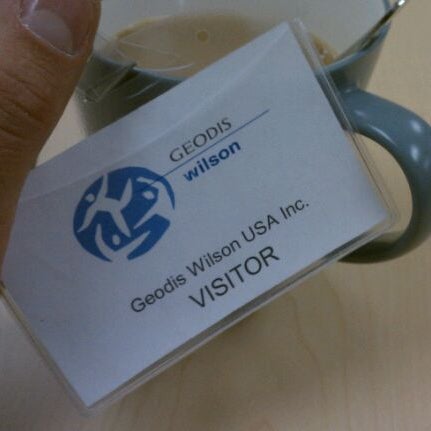 GEODIS
wilson
Geodis Wilson USA Inc.
VISITOR